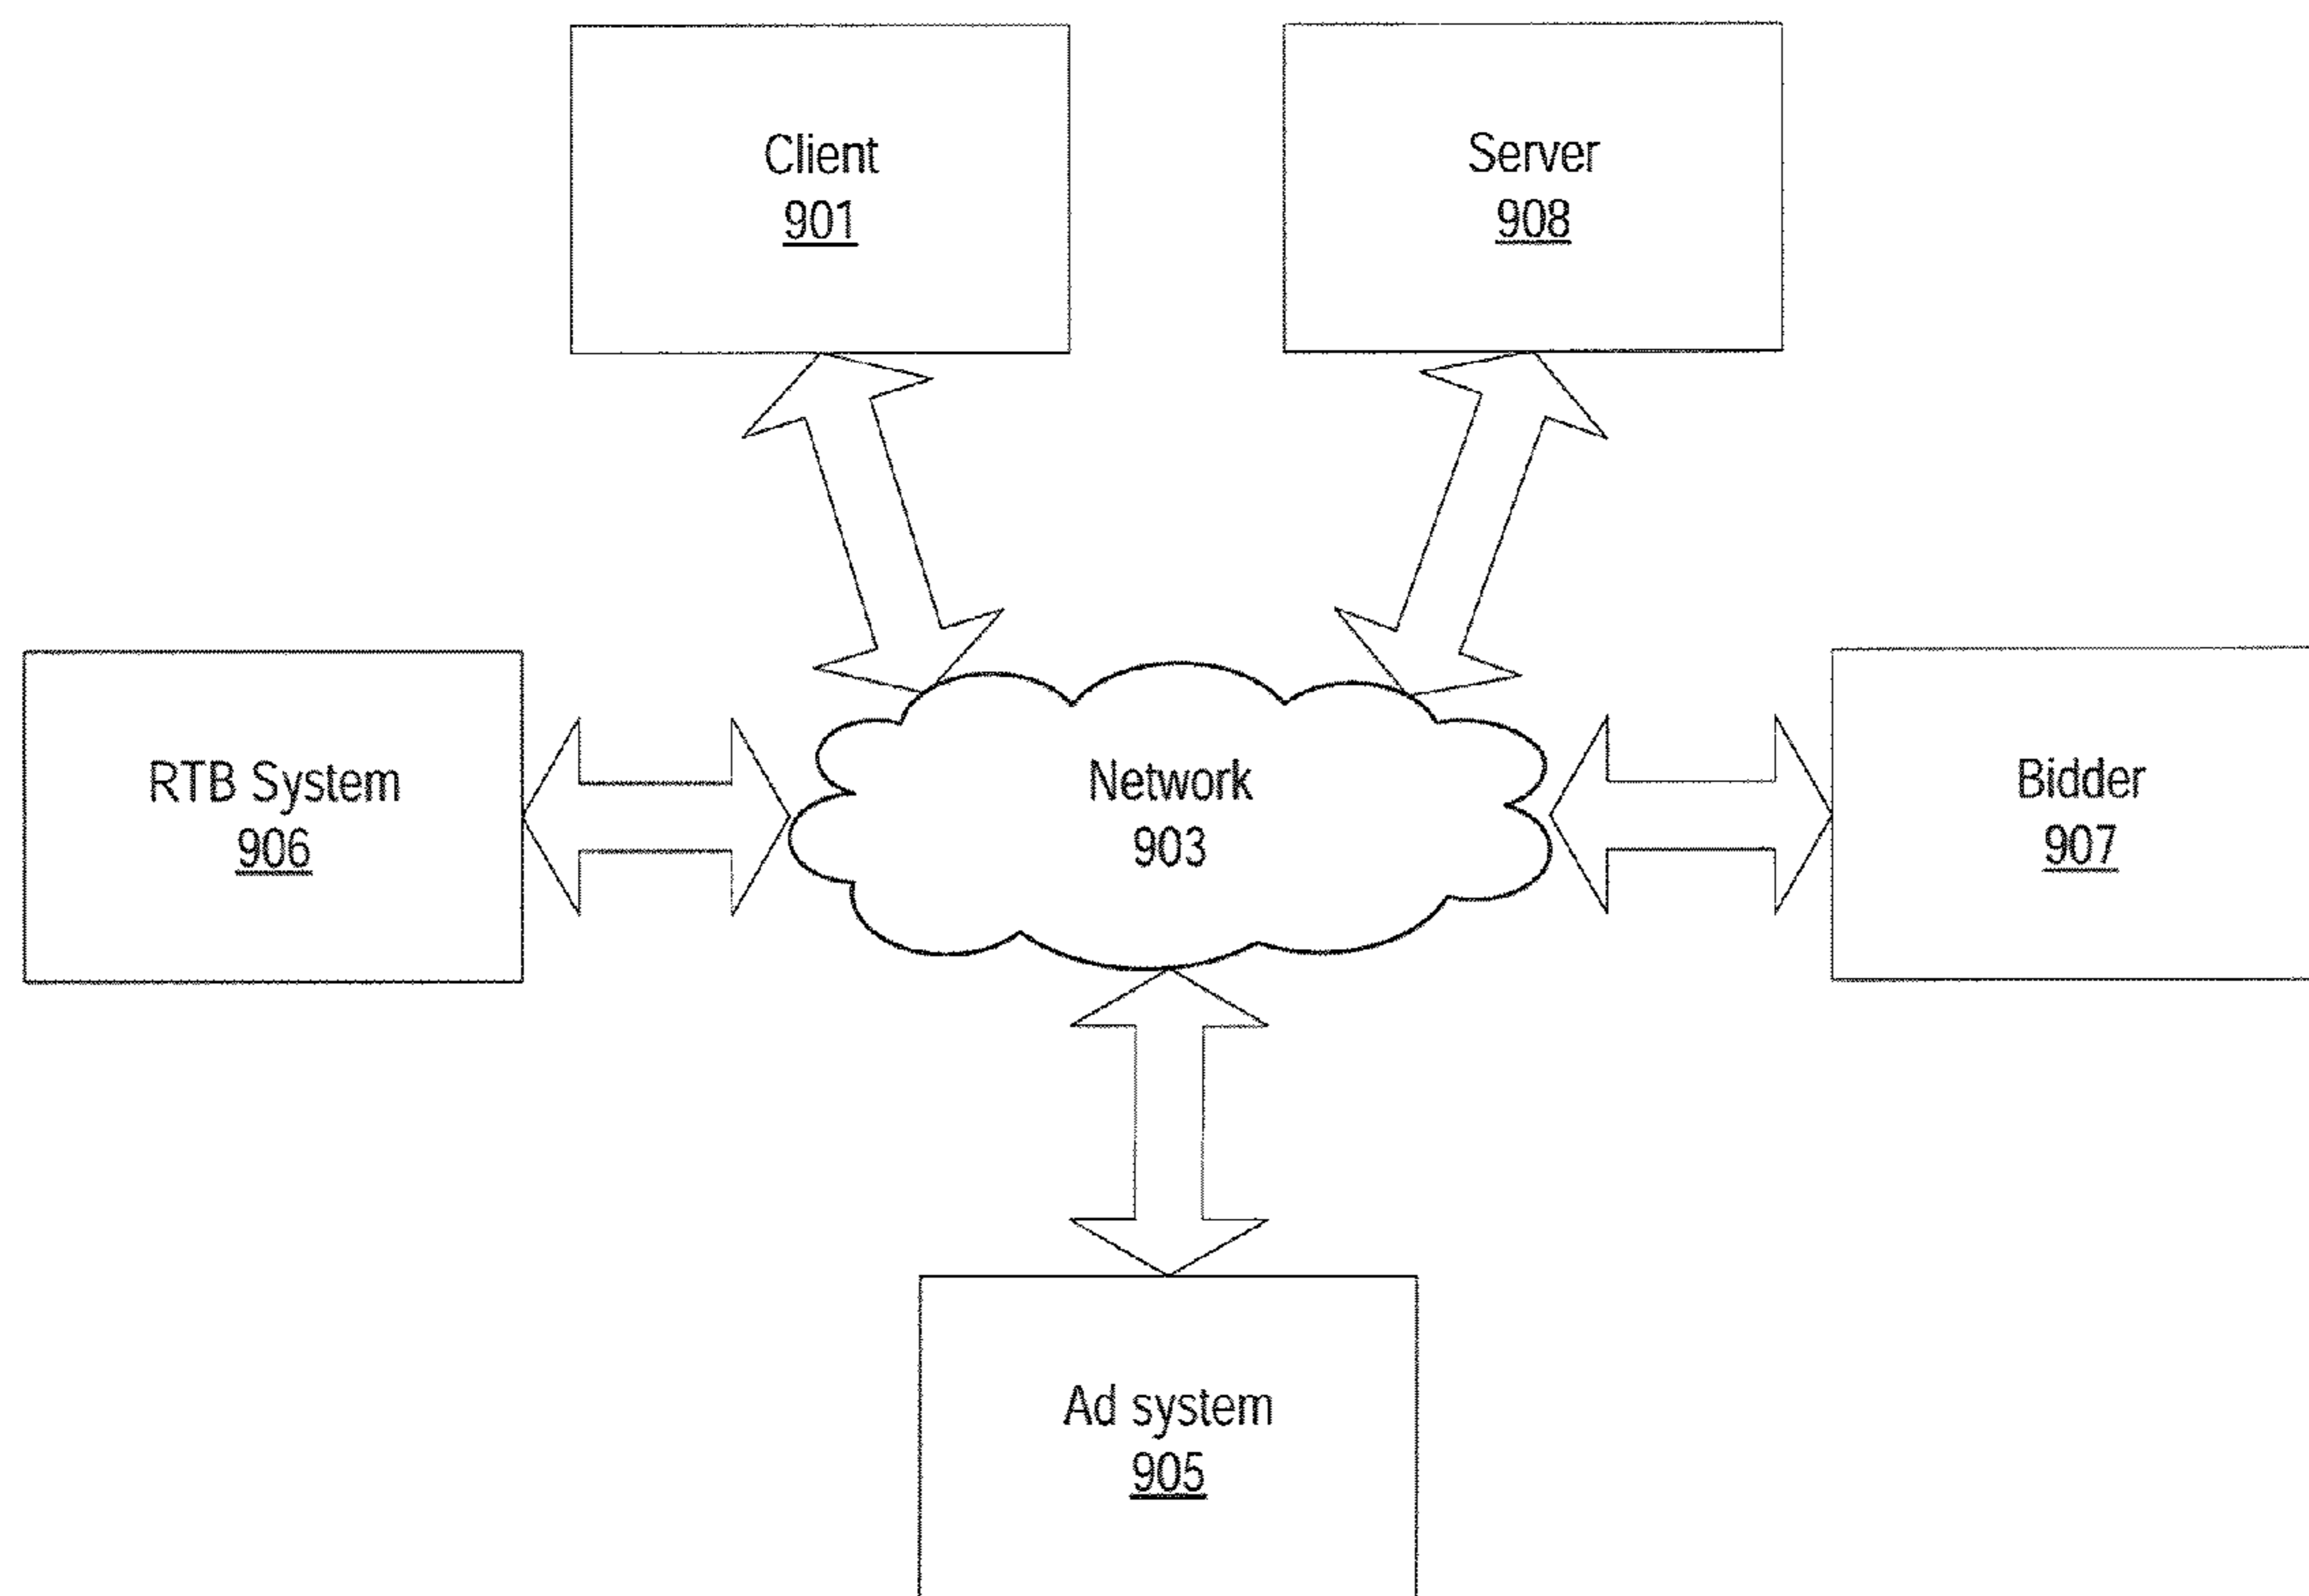 Client
901
Server
908
RTB System
906
Network
903
Bidder
907
Ad system
905